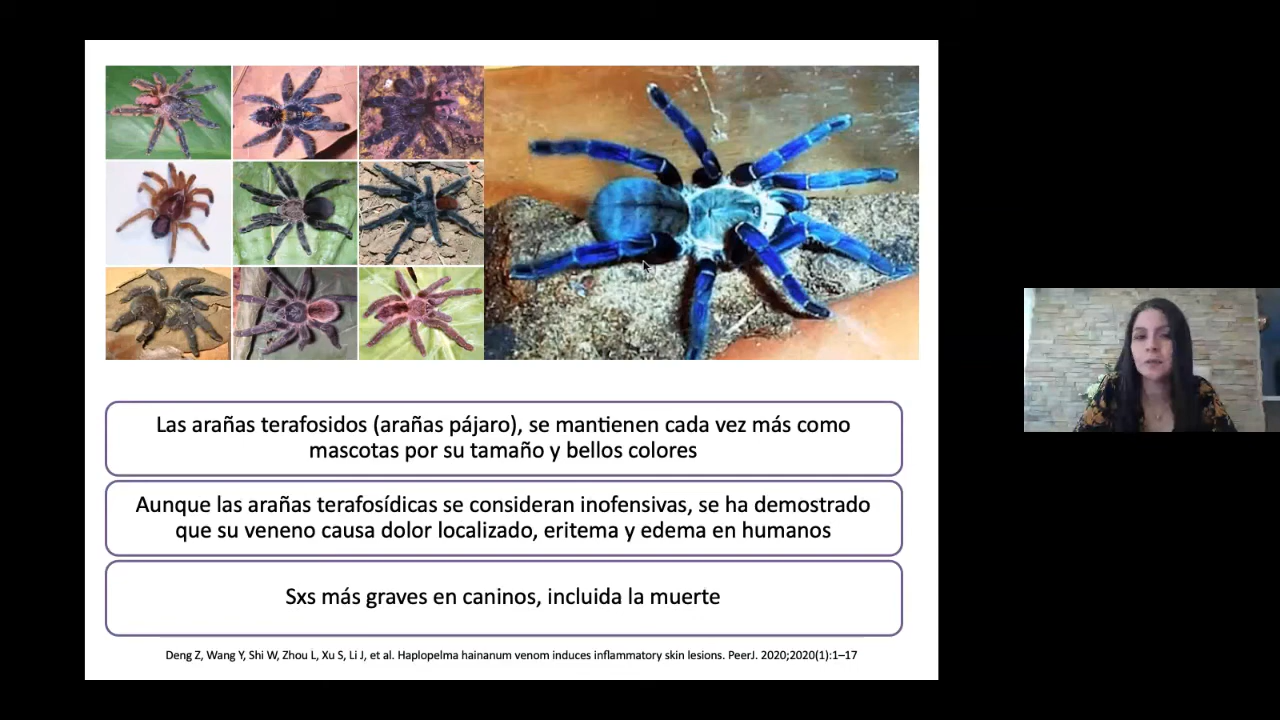 Las arañas terafosidos (arañas pájaro), se mantienen cada vez más como
mascotas por su tamaño y bellos colores
Aunque las arañas terafosídicas se consideran inofensivas, se ha demostrado
que su veneno causa dolor localizado, eritema y edema en humanos
Sxs más graves en caninos, incluida la muerte
Deng Z, Wang Y, Shi W, Zhou L, Xu S, Li J, et al. Haplopelma hainanum venom induces inflammatory skin lesions. PeerJ. 2020;2020(1):1–17